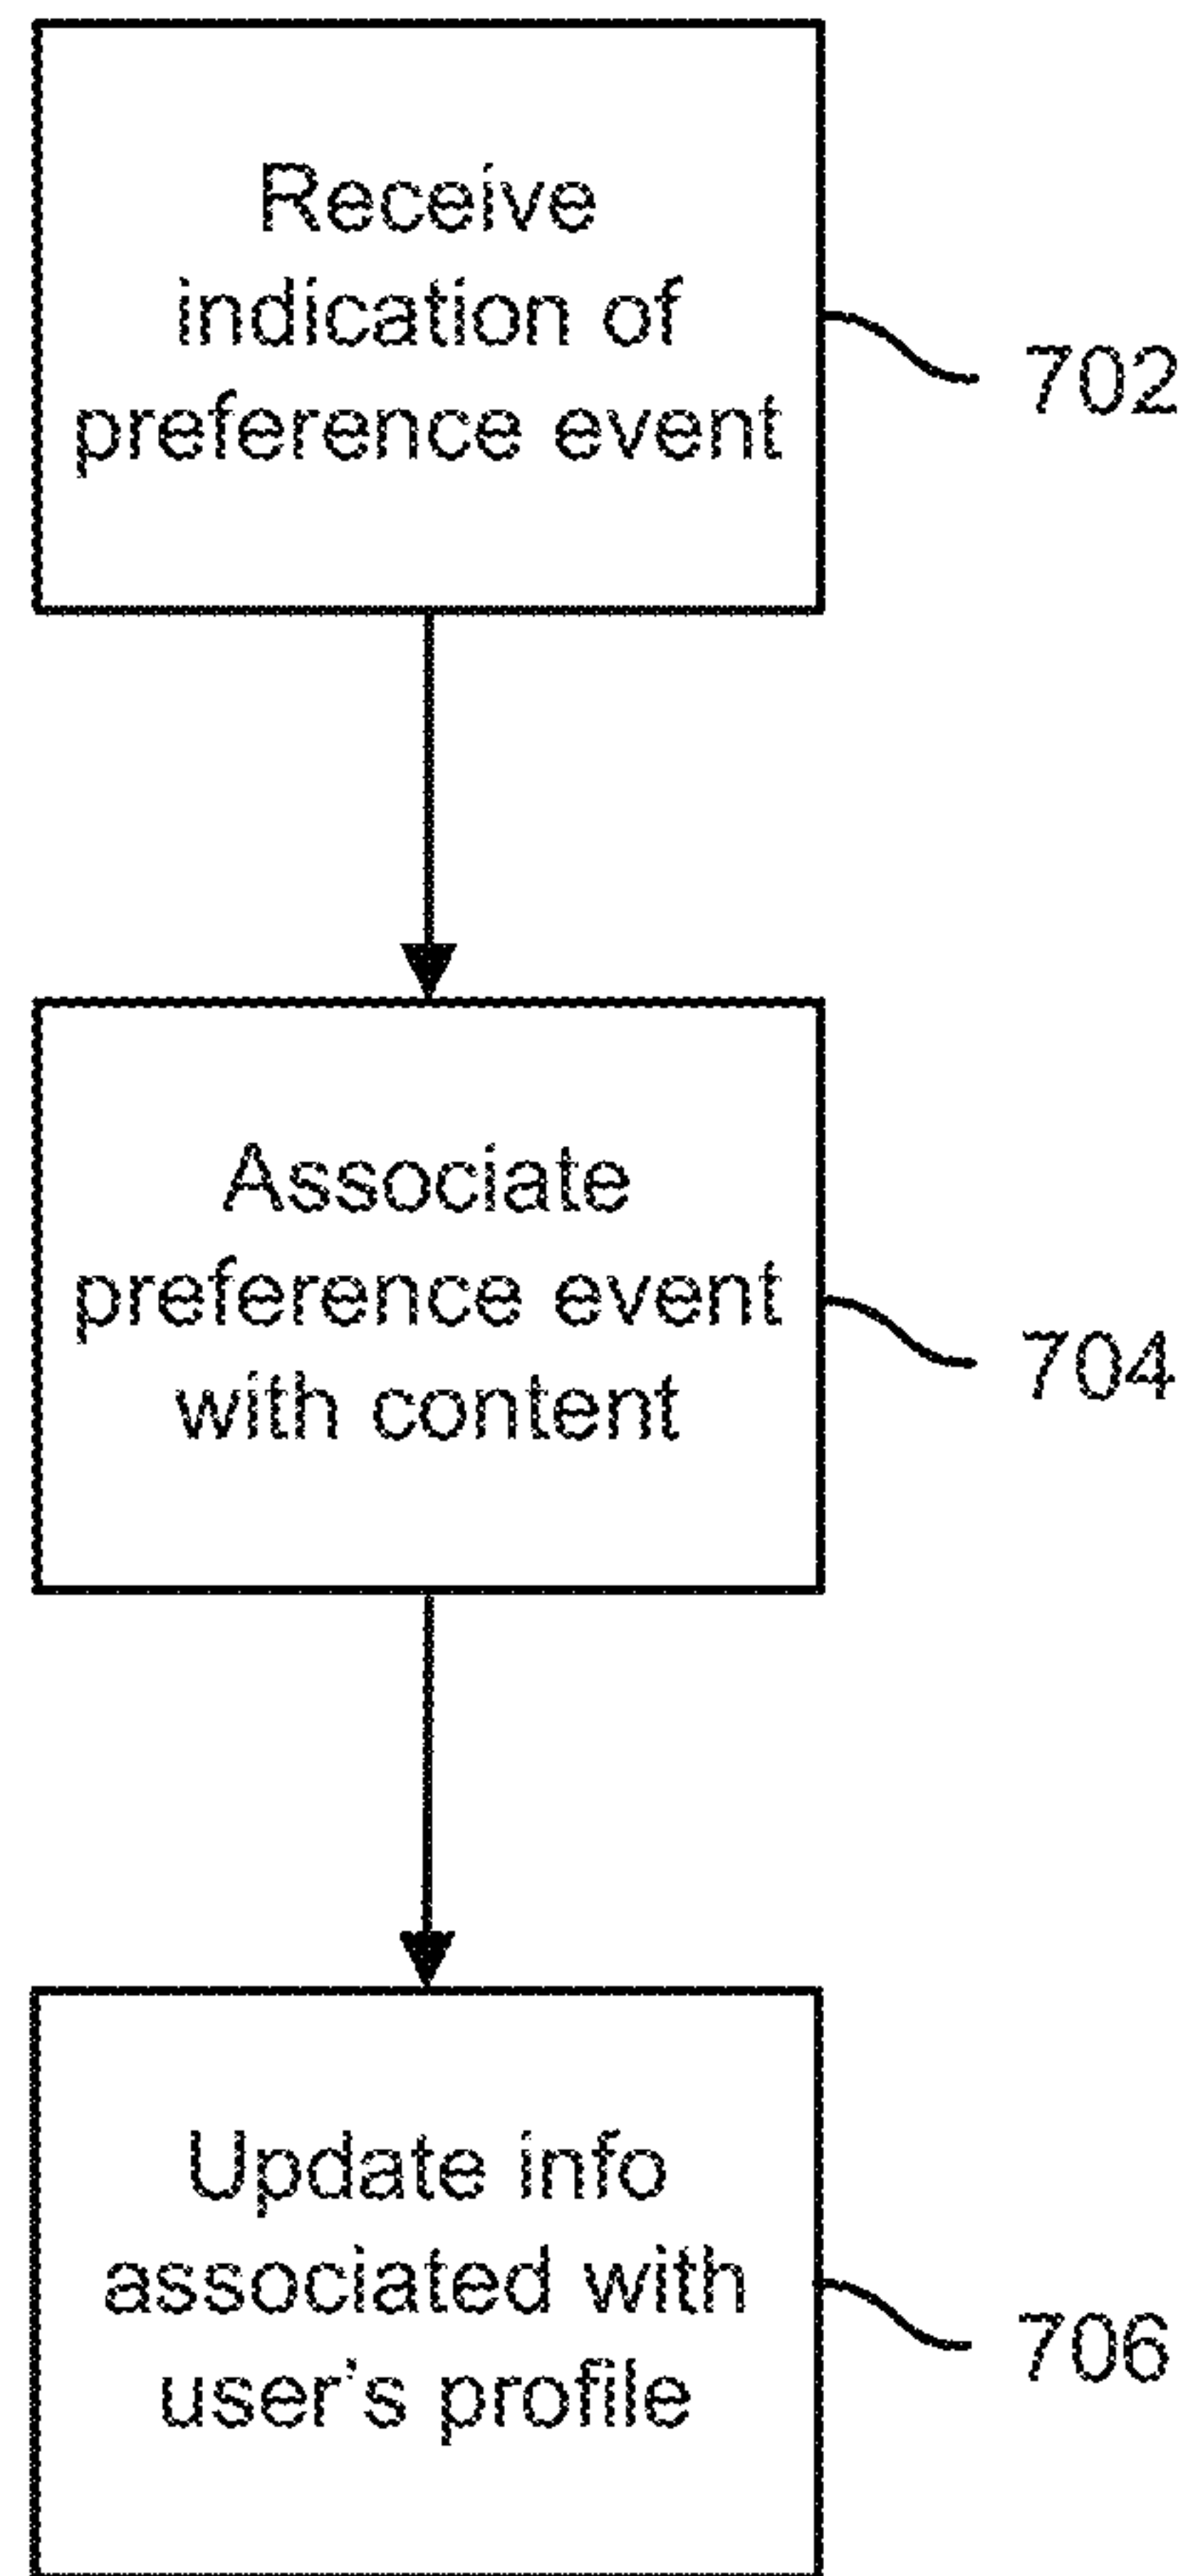 Receive
indication of
preference event
702
Associate
preference event
with content
704
Update info
associated with
user's profile
706